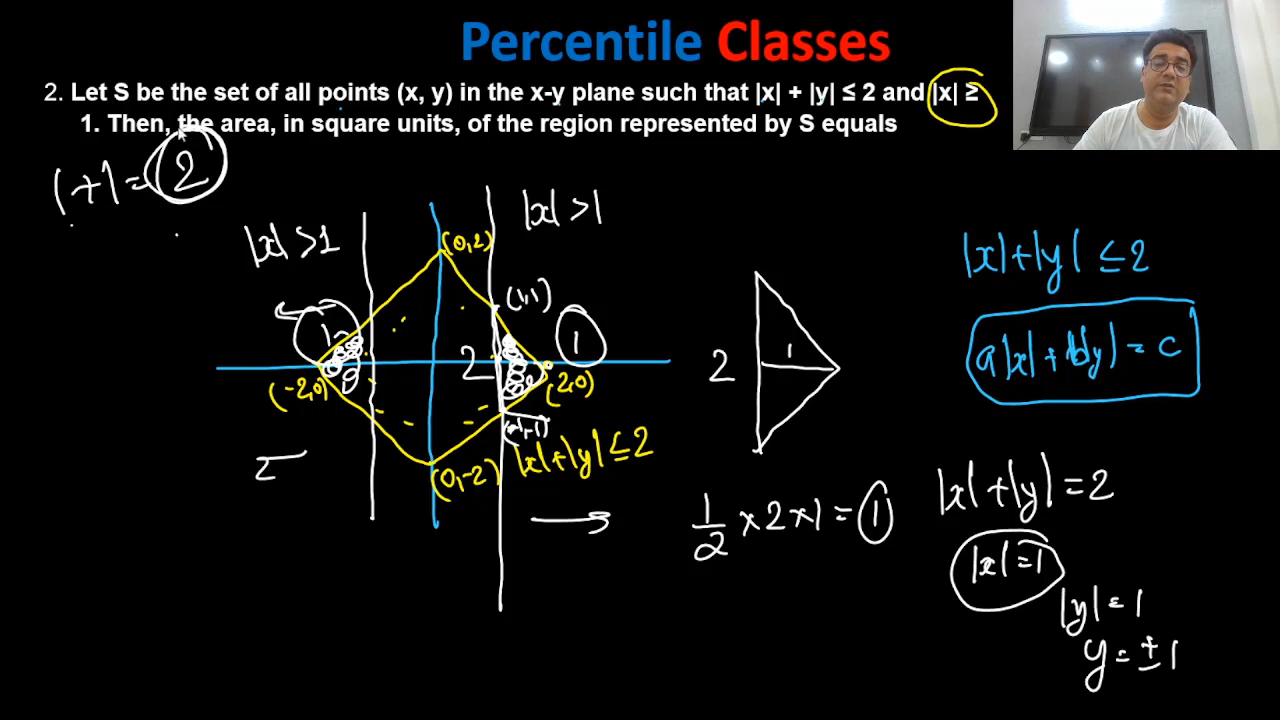 Percentile Classes
2. Let S be the set of all points (x, y) in the x-y plane such that |x| + |y| ≤ 2 and |x| ≥
1. Then, the area, in square units, of the region represented by S equals
1+1=2
|x| >1
|x| >1
(0,2)
(1,1)
1
1
2
(-2,0)
(2,0)
(0,-2)
|x|+|y| ≤2
2
1
1/2 ×2×1 = 1
|x|+|y| ≤2
a|x|+b|y| = c
|x|+|y|=2
|x|=1
|y|=1
y=±1